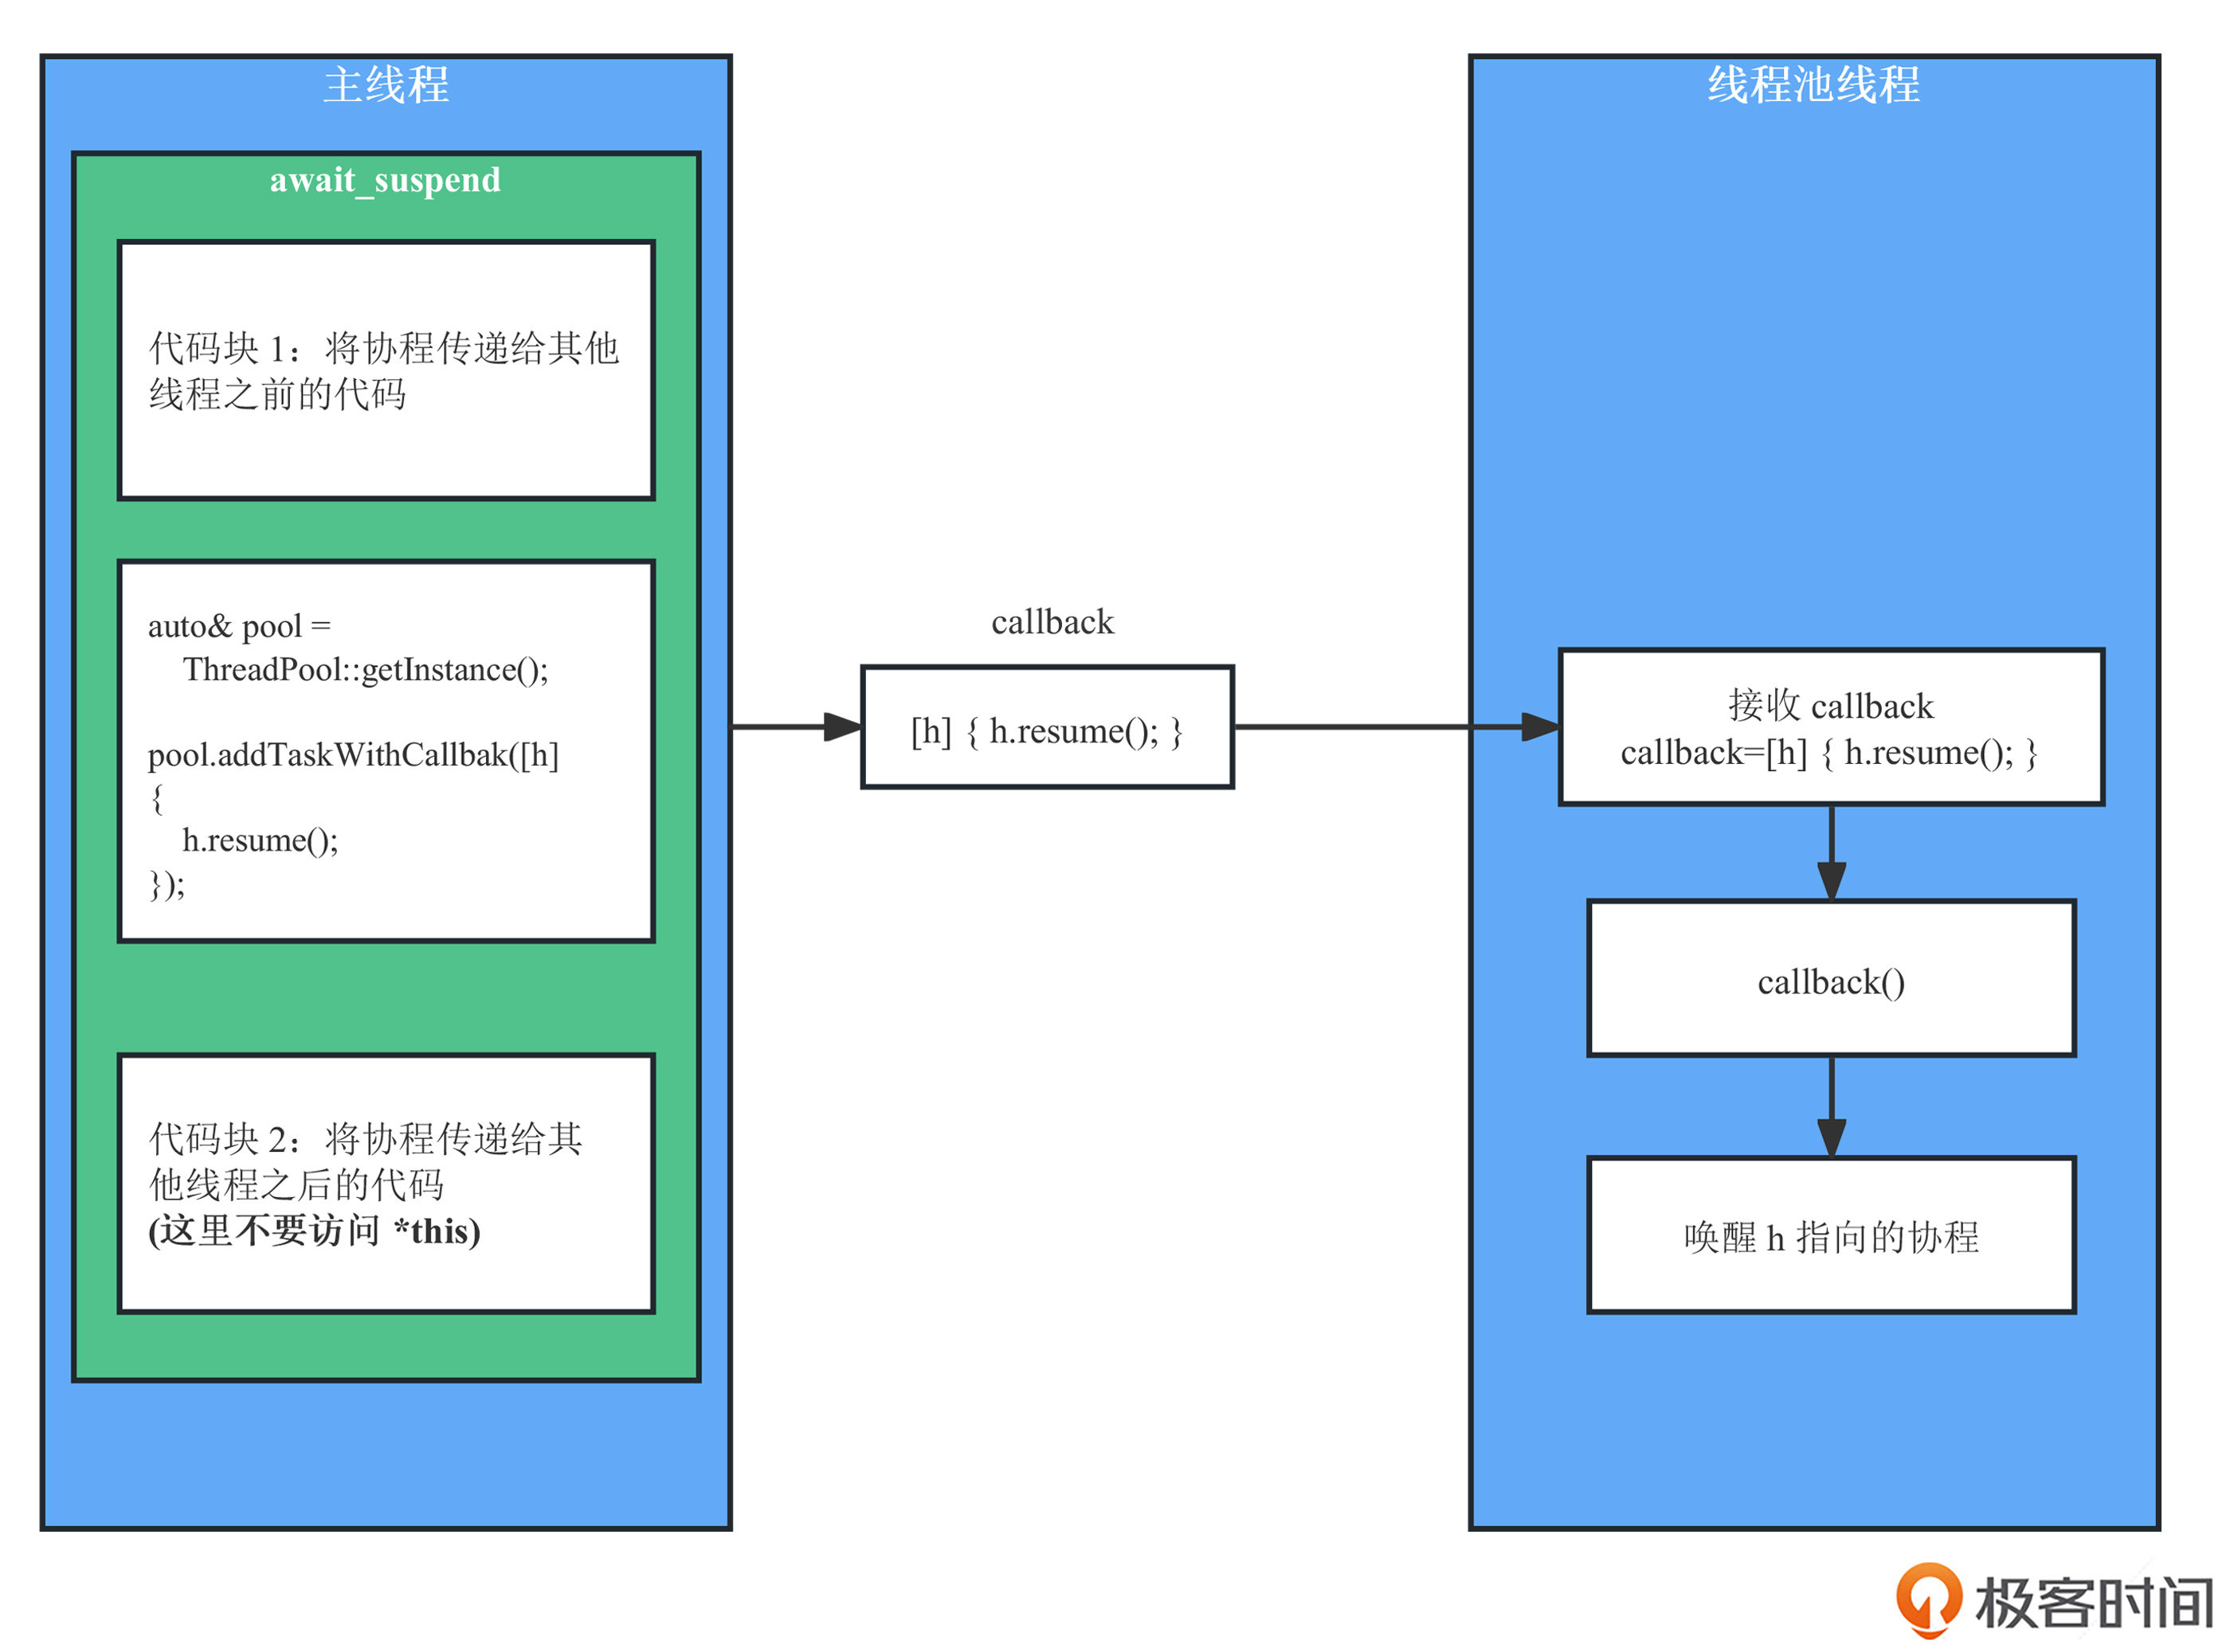 主线程
await_suspend
代码块 1：将协程传递给其他
线程之前的代码
auto& pool =
ThreadPool::getInstance();
pool.addTaskWithCallbak([h]
{
h.resume();
});
代码块 2：将协程传递给其
他线程之后的代码
(这里不要访问 *this)
callback
[h] { h.resume(); }
线程池线程
接收 callback
callback=[h] { h.resume(); }
callback()
唤醒 h 指向的协程
极客时间